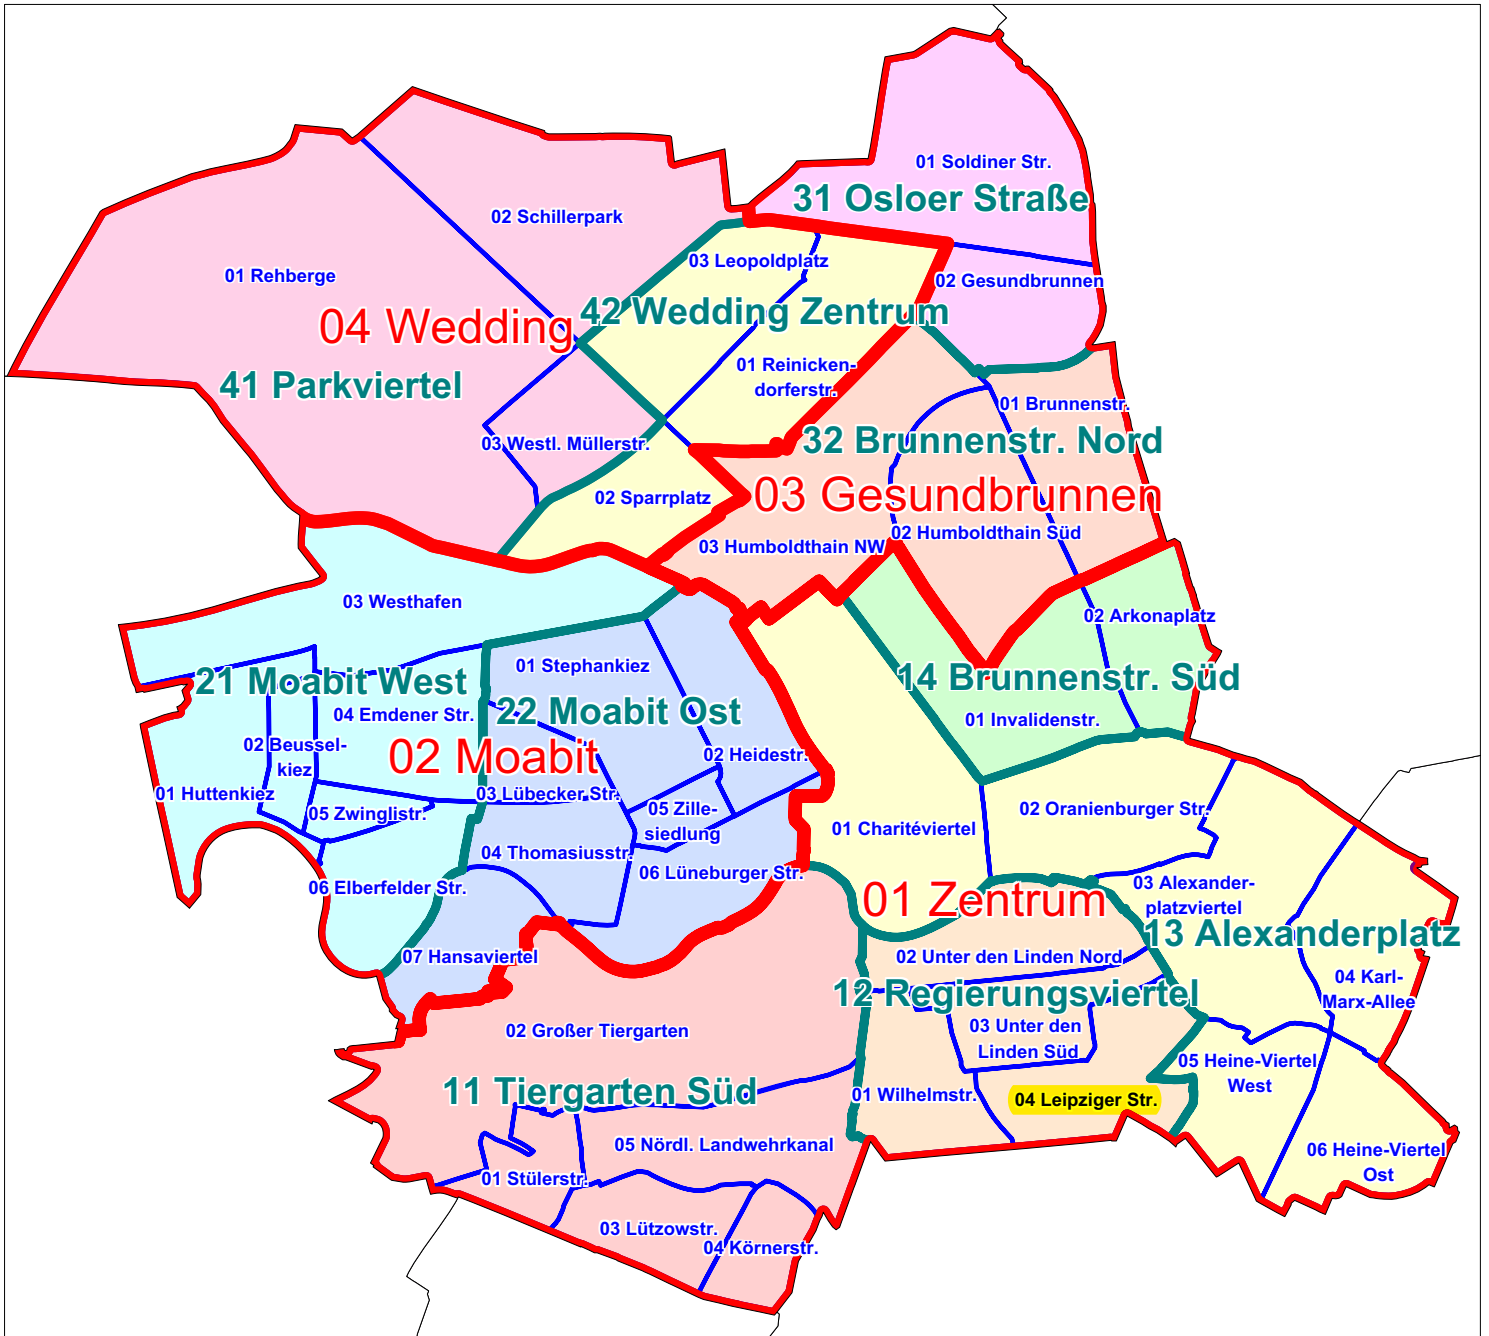 01 Soldiner Str.
31 Osloer Straße
02 Schillerpark
03 Leopoldplatz
01 Rehberge
02 Gesundbrunnen
04 Wedding
42 Wedding Zentrum
41 Parkviertel
01 Reinicken-
dorferstr.
01 Brunnenstr.
03 Westl. Müllerstr.
32 Brunnenstr. Nord
02 Sparrplatz
03 Gesundbrunnen
02 Humboldthain Süd
03 Humboldthain NW
03 Westhafen
02 Arkonaplatz
01 Stephankiez
21 Moabit West
14 Brunnenstr. Süd
04 Emdener Str.
22 Moabit Ost
01 Invalidenstr.
02 Beussel-
kiez
02 Moabit
02 Heidestr.
01 Huttenkiez
03 Lübecker Str.
05 Zwinglistr.
05 Zille-
siedlung
02 Oranienburger Str.
01 Charitéviertel
04 Thomasiusstr.
06 Lüneburger Str.
06 Elberfelder Str.
01 Zentrum
03 Alexander-
platzviertel
13 Alexanderplatz
07 Hansaviertel
02 Unter den Linden Nord
12 Regierungsviertel
04 Karl-
Marx-Allee
02 Großer Tiergarten
03 Unter den
Linden Süd
05 Heine-Viertel
West
11 Tiergarten Süd
01 Wilhelmstr.
04 Leipziger Str.
05 Nördl. Landwehrkanal
06 Heine-Viertel
Ost
01 Stülerstr.
03 Lützowstr.
04 Körnerstr.